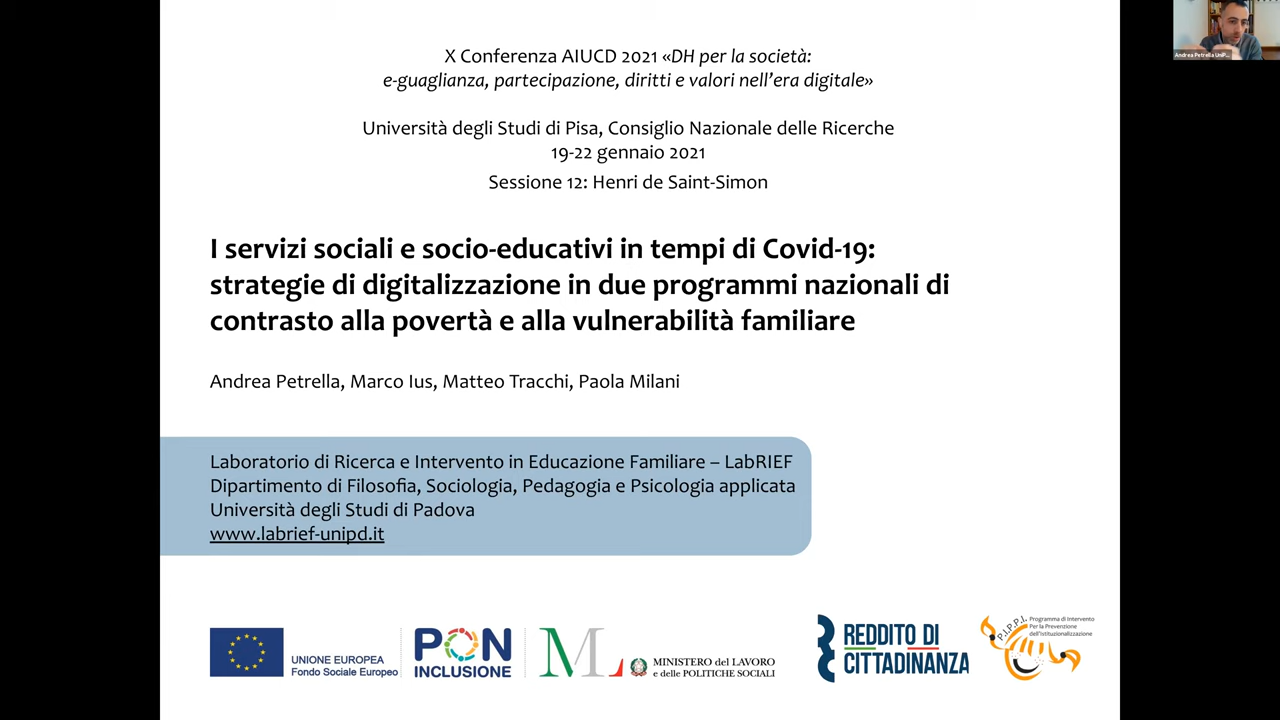 X Conferenza AIUCD 2021 «DH per la società:
e-guaglianza, partecipazione, diritti e valori nell'era digitale»
Università degli Studi di Pisa, Consiglio Nazionale delle Ricerche
19-22 gennaio 2021
Sessione 12: Henri de Saint-Simon
I servizi sociali e socio-educativi in tempi di Covid-19:
strategie di digitalizzazione in due programmi nazionali di
contrasto alla povertà e alla vulnerabilità familiare
Andrea Petrella, Marco Ius, Matteo Tracchi, Paola Milani
Laboratorio di Ricerca e Intervento in Educazione Familiare – LabRIEF
Dipartimento di Filosofia, Sociologia, Pedagogia e Psicologia applicata
Università degli Studi di Padova
www.labrief-unipd.it
UNIONE EUROPEA
Fondo Sociale Europeo
PON
INCLUSIONE
ML
MINISTERO del LAVORO
e delle POLITICHE SOCIALI
REDDITO DI
CITTADINANZA
P.I.P.P.I.
Programma di Intervento
Per la Prevenzione
dell'Istituzionalizzazione
Andrea Petrella UniP...